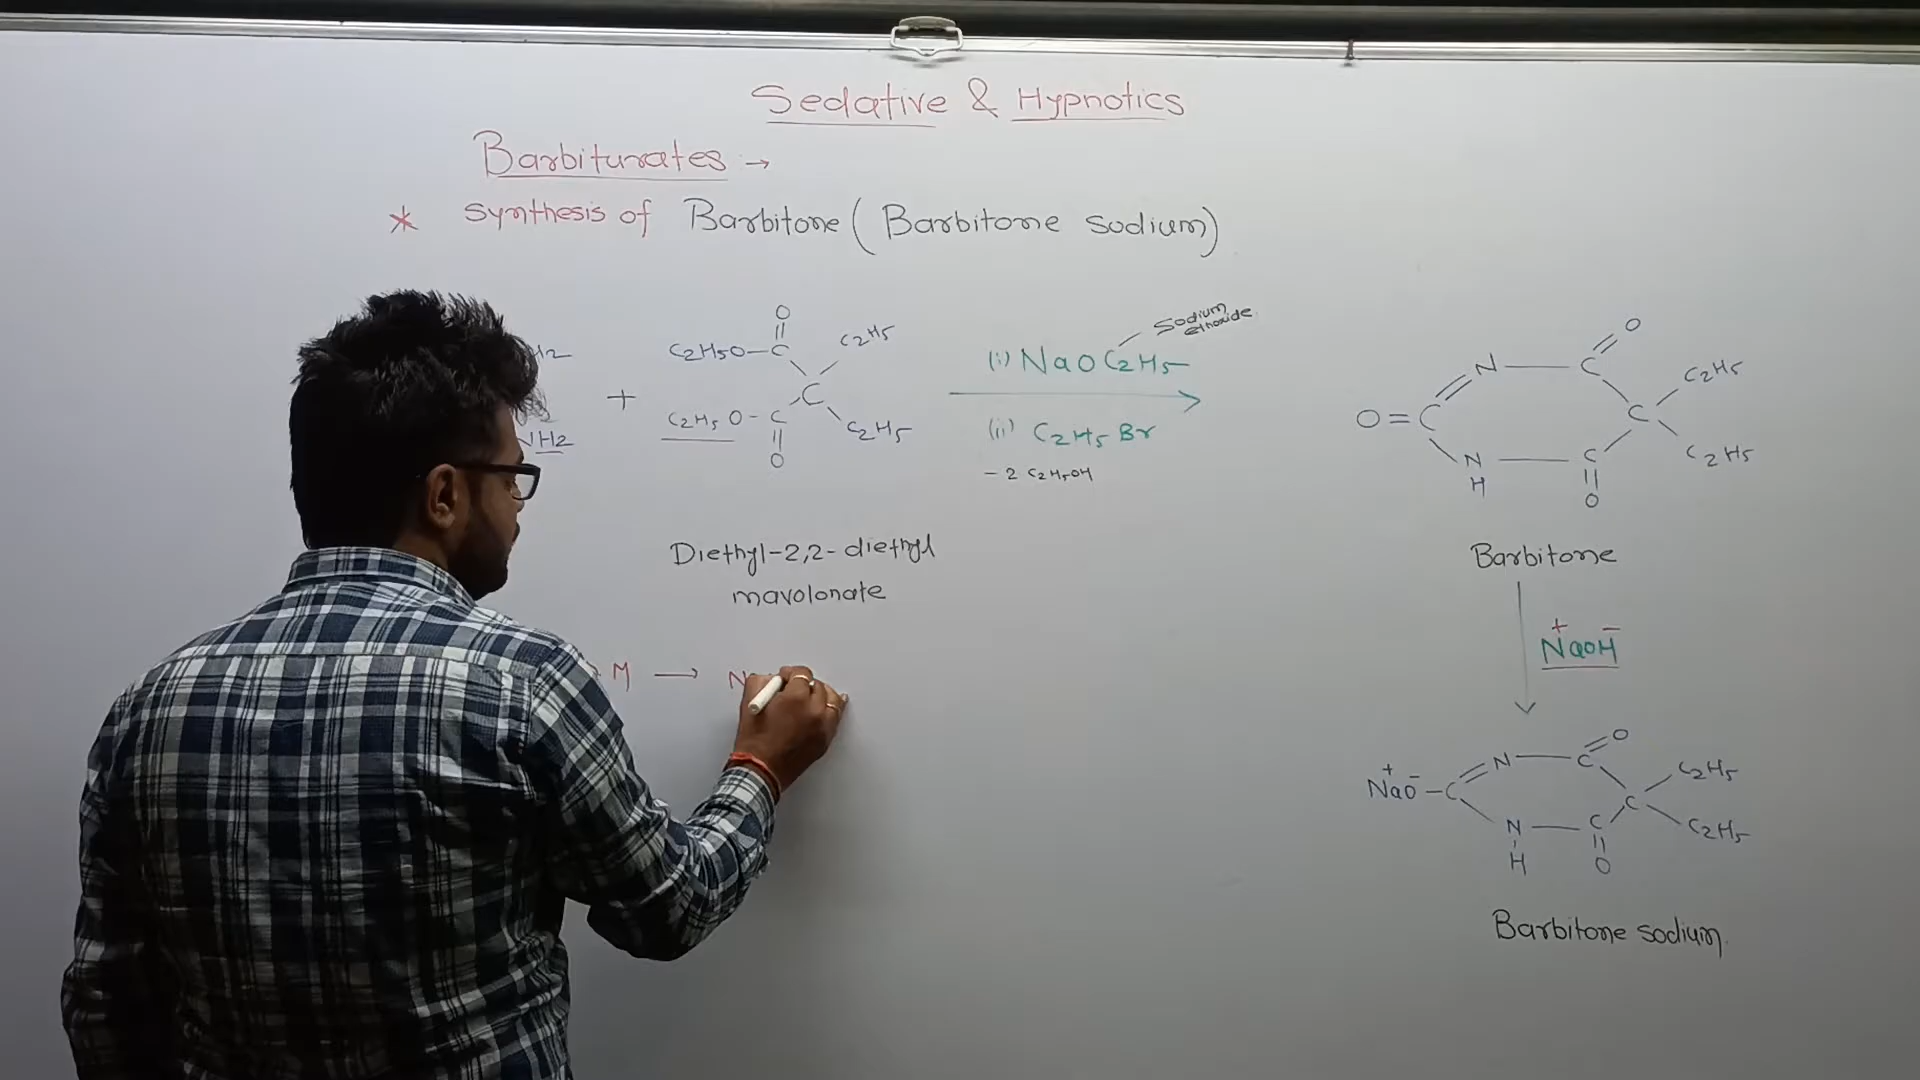 Sedative & Hypnotics
Barbiturates →
* Synthesis of Barbitone (Barbitone sodium)
H2
NH2
+
O
C2H5O-C
C2H5
C
C2H5O-C
C2H5
O
Sodium
ethoxide
(i) NaOC2H5
(ii) C2H5Br
- 2 C2H5OH
O
N C
C2H5
O=C
C
N C
C2H5
H
O
Diethyl-2,2-diethyl
mavolonate
Barbitone
+ -
NaOH
M → N
O
N C
C2H5
+ -
NaO-C
C
N C
C2H5
H
O
Barbitone sodium